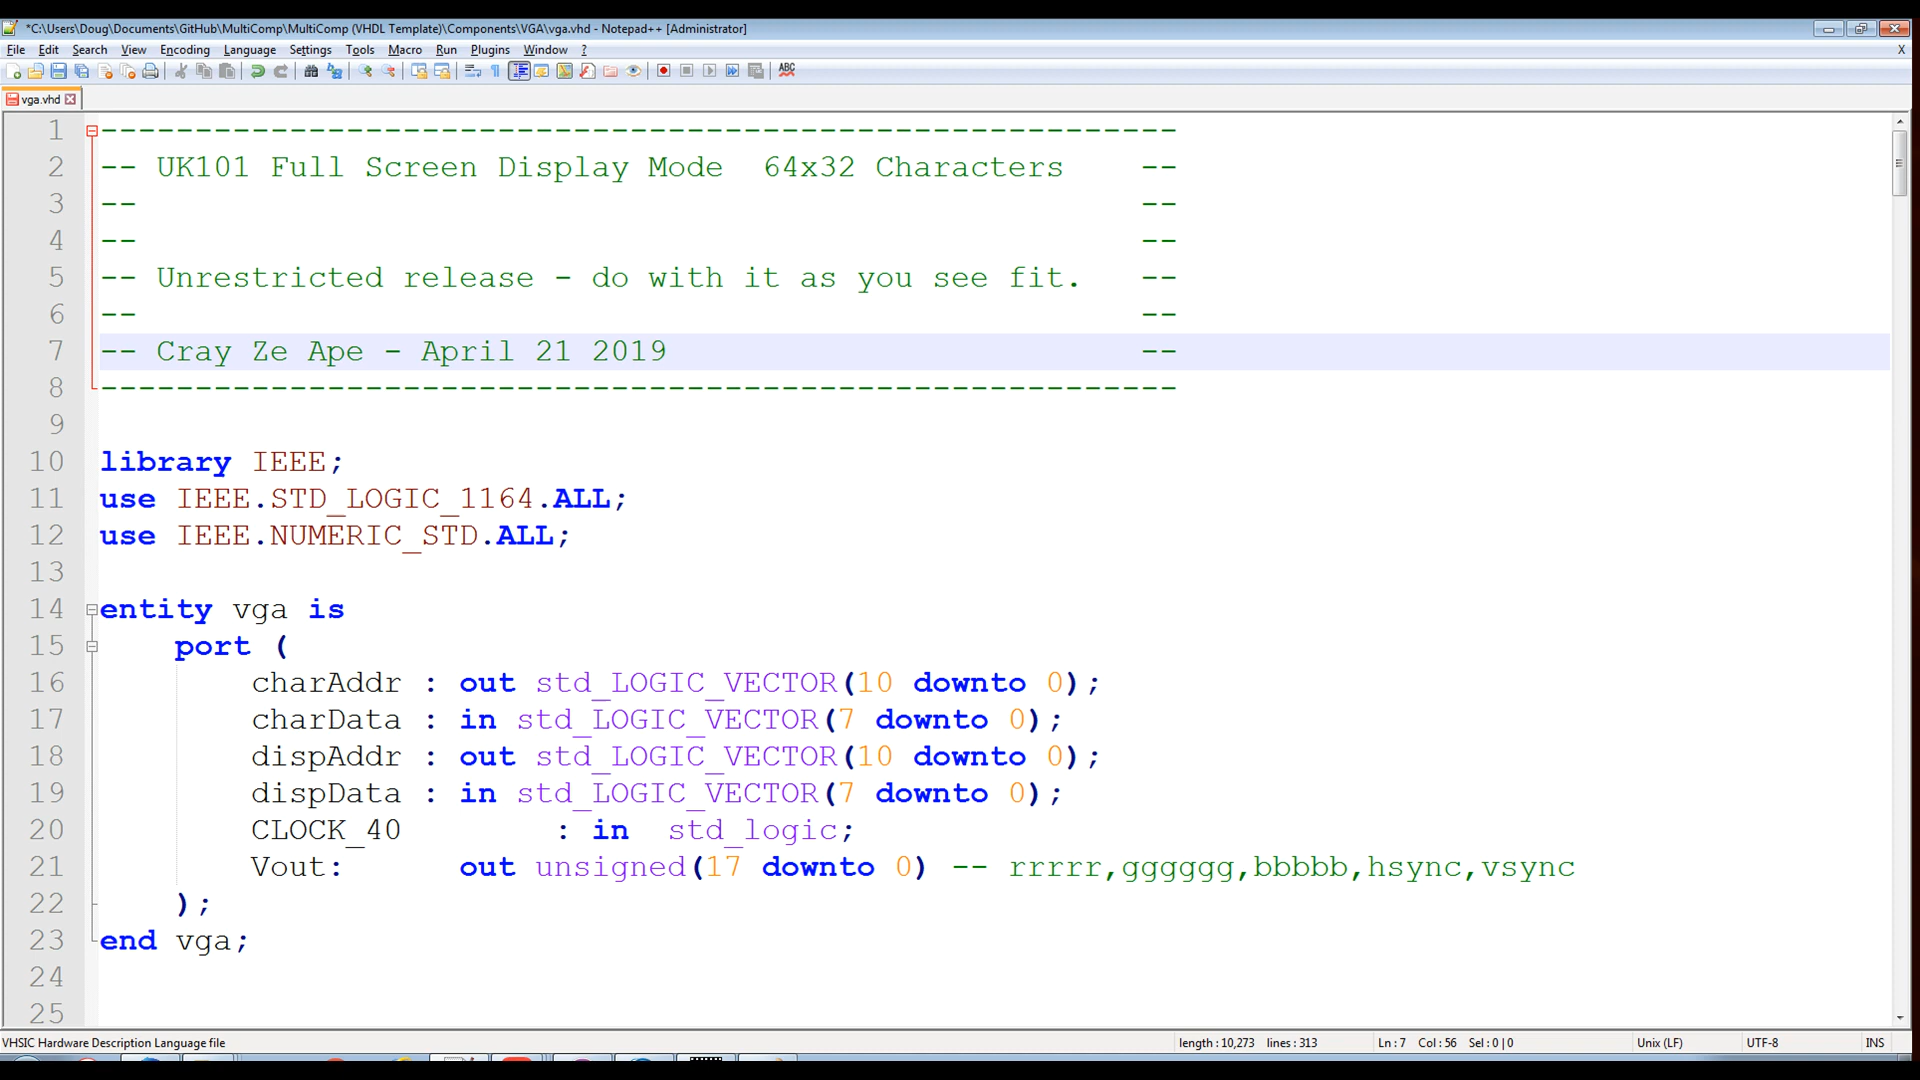 *C:\Users\Doug\Documents\GitHub\MultiComp\MultiComp (VHDL Template)\Components\VGA\vga.vhd - Notepad++ [Administrator]
File Edit Search View Encoding Language Settings Tools Macro Run Plugins Window ? X
ABC
vga.vhd
1 ---------------------------------------------------------
2 -- UK101 Full Screen Display Mode  64x32 Characters    --
3 --                                                     --
4 --                                                     --
5 -- Unrestricted release - do with it as you see fit.   --
6 --                                                     --
7 -- Cray Ze Ape - April 21 2019                         --
8 ---------------------------------------------------------
9
10 library IEEE;
11 use IEEE.STD_LOGIC_1164.ALL;
12 use IEEE.NUMERIC_STD.ALL;
13
14 entity vga is
15     port (
16         charAddr : out std_LOGIC_VECTOR(10 downto 0);
17         charData : in std_LOGIC_VECTOR(7 downto 0);
18         dispAddr : out std_LOGIC_VECTOR(10 downto 0);
19         dispData : in std_LOGIC_VECTOR(7 downto 0);
20         CLOCK_40        : in  std_logic;
21         Vout:      out unsigned(17 downto 0) -- rrrrr,gggggg,bbbbb,hsync,vsync
22     );
23 end vga;
24
25
VHSIC Hardware Description Language file length : 10,273 lines : 313 Ln : 7 Col : 56 Sel : 0 | 0 Unix (LF) UTF-8 INS